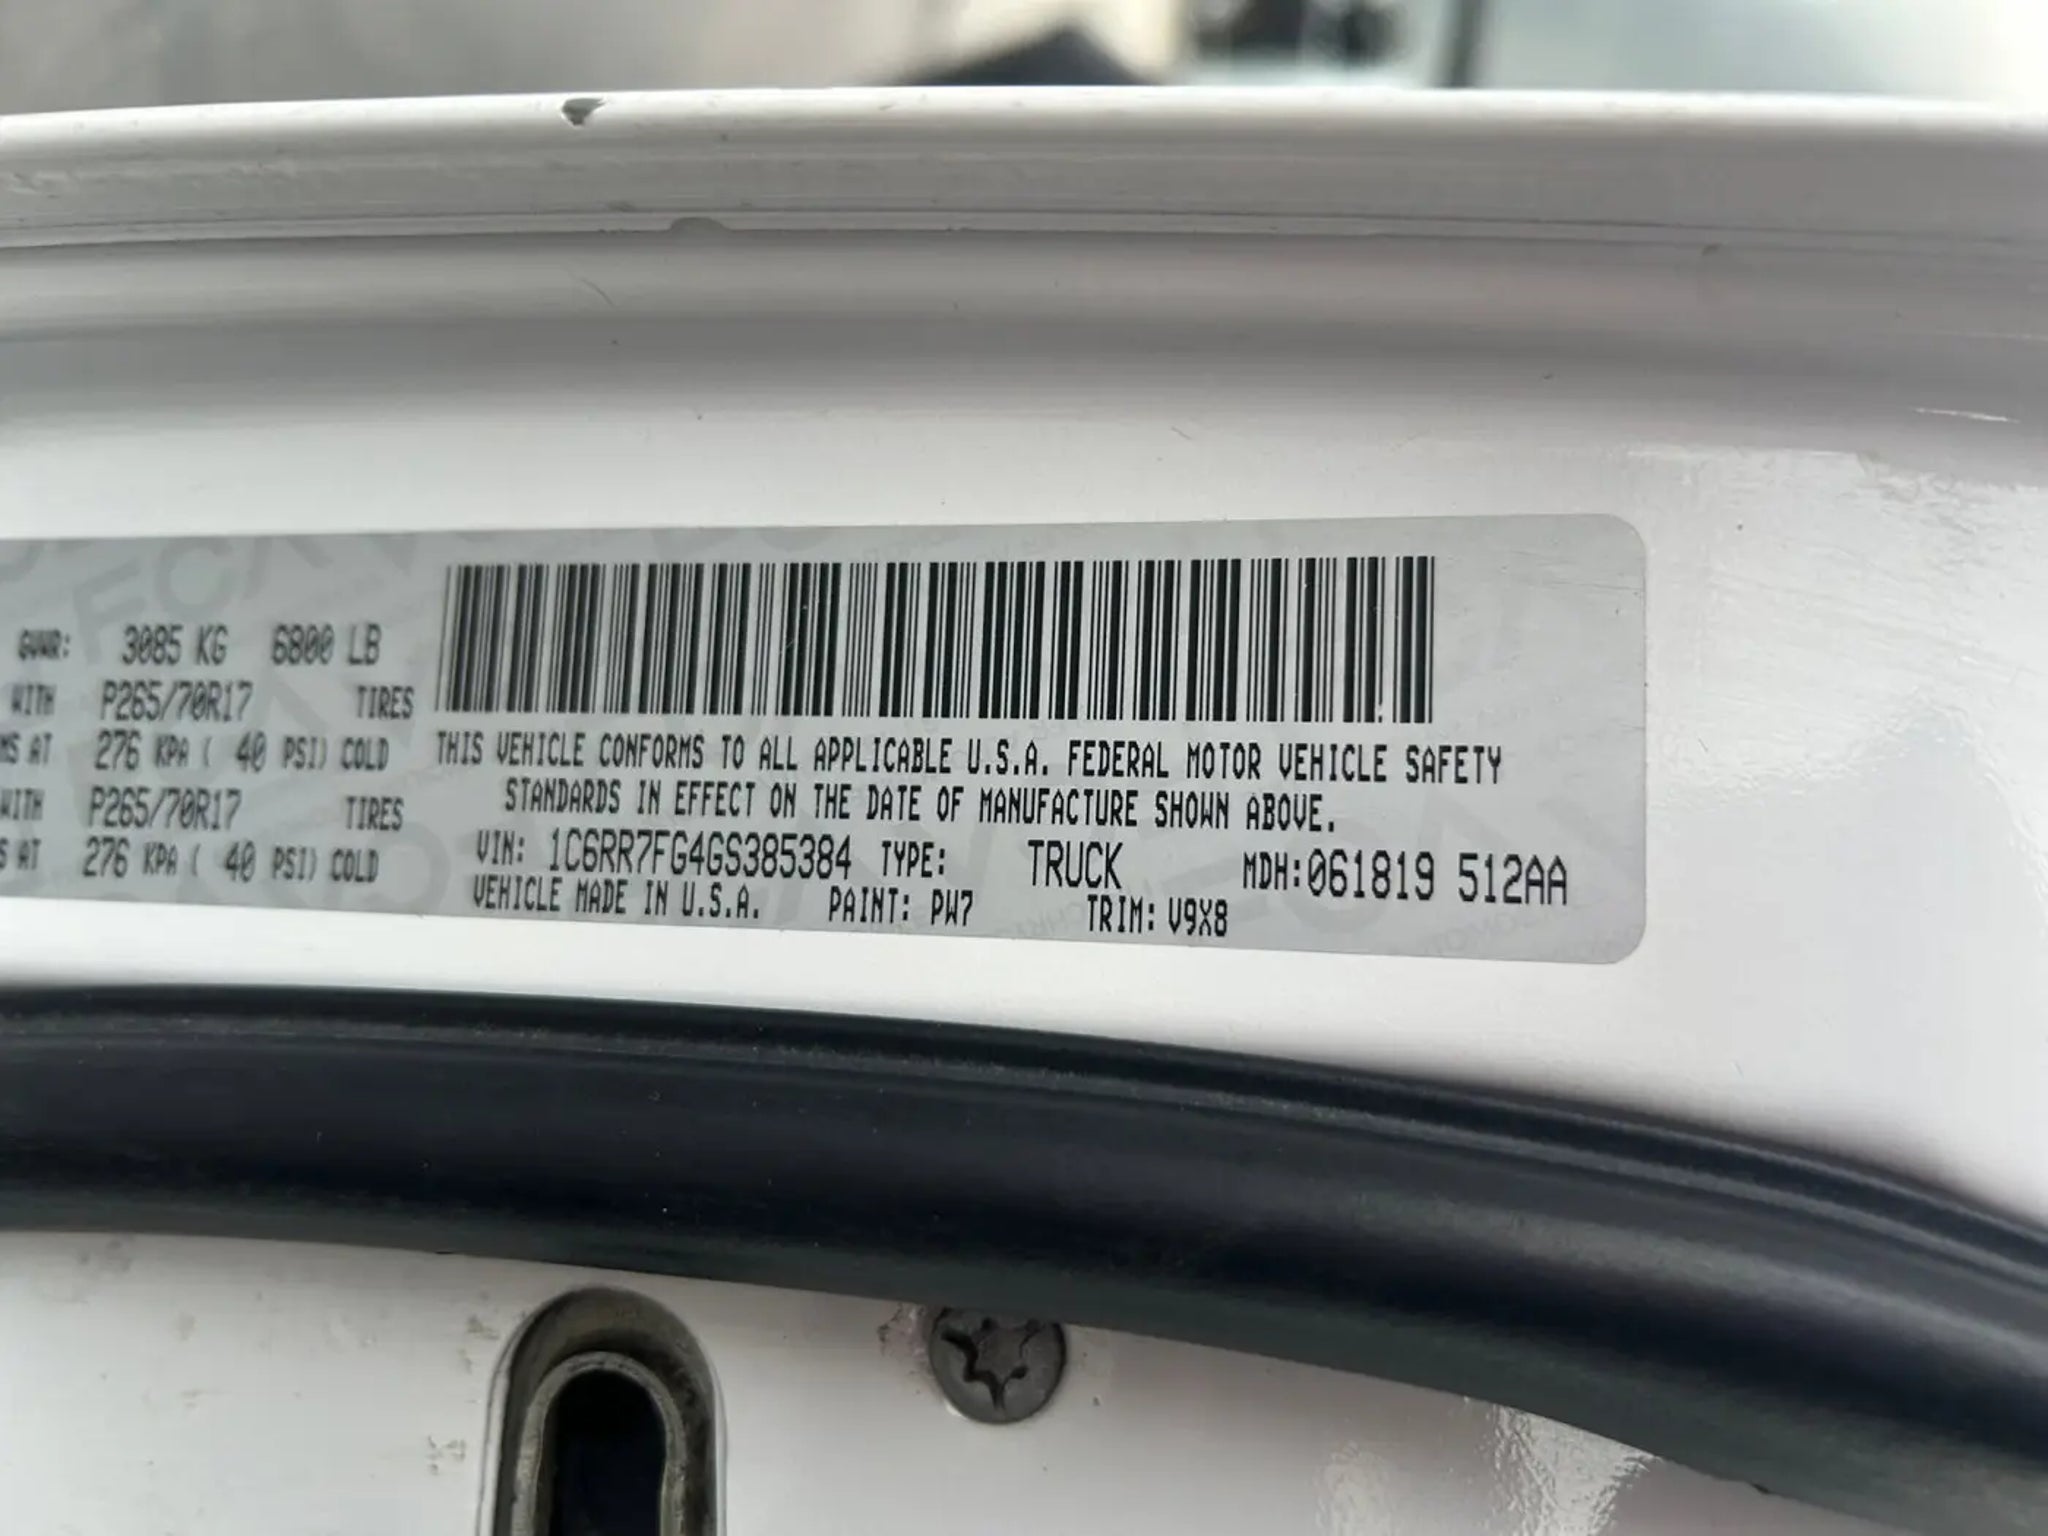 GVWR: 3085 KG 6800 LB
WITH P265/70R17 TIRES
MS AT 276 KPA ( 40 PSI) COLD
WITH P265/70R17 TIRES
S AT 276 KPA ( 40 PSI) COLD
THIS VEHICLE CONFORMS TO ALL APPLICABLE U.S.A. FEDERAL MOTOR VEHICLE SAFETY
STANDARDS IN EFFECT ON THE DATE OF MANUFACTURE SHOWN ABOVE.
VIN: 1C6RR7FG4GS385384 TYPE: TRUCK MDH:061819 512AA
VEHICLE MADE IN U.S.A. PAINT: PW7 TRIM: V9X8